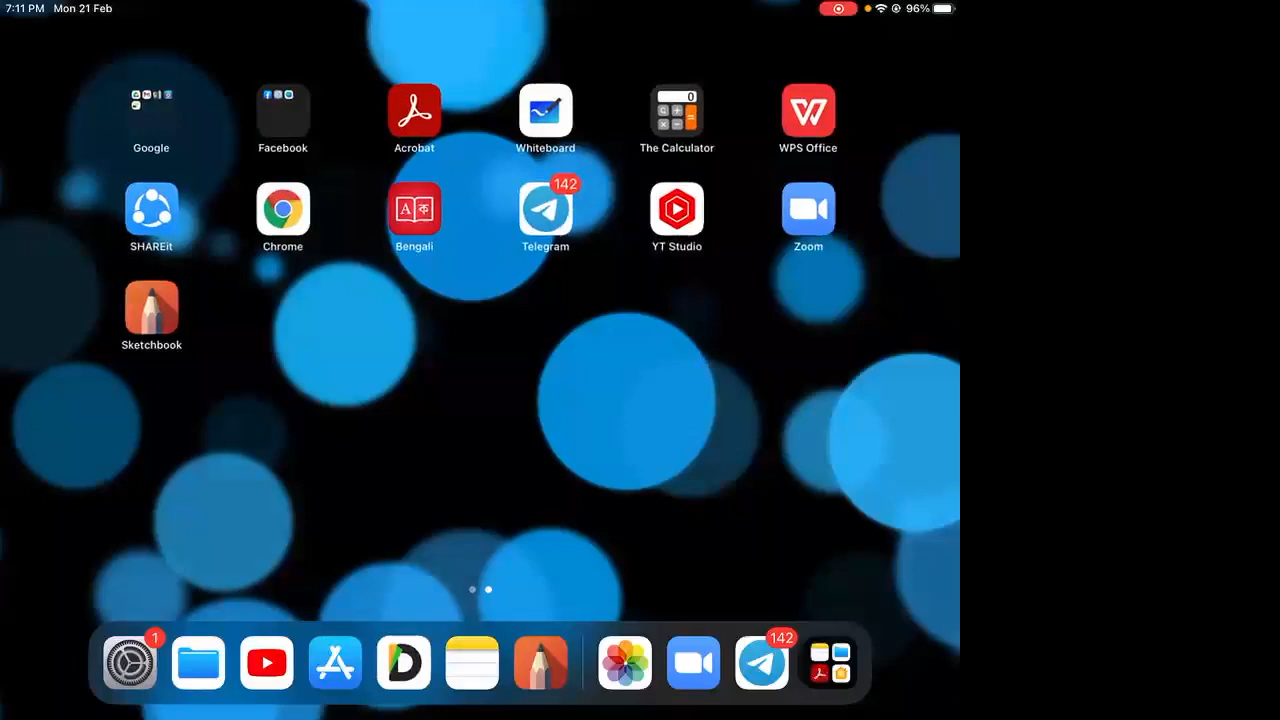 7:11 PM Mon 21 Feb 96%
0
Google Facebook Acrobat Whiteboard The Calculator WPS Office
A क 142
SHAREit Chrome Bengali Telegram YT Studio Zoom
Sketchbook
1 142